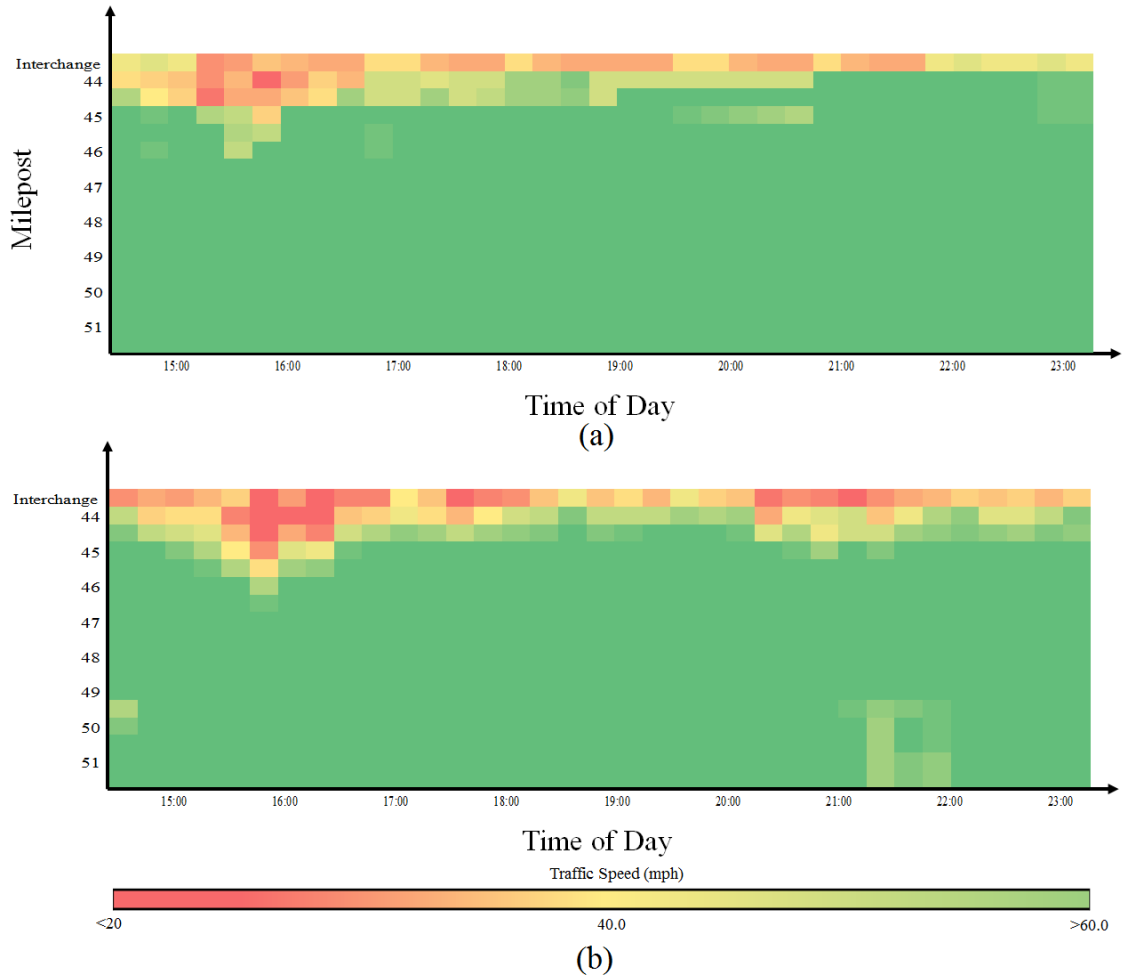 Interchange
44
45
46
47
48
49
50
51
Milepost
15:00 16:00 17:00 18:00 19:00 20:00 21:00 22:00 23:00
Time of Day
(a)
Interchange
44
45
46
47
48
49
50
51
15:00 16:00 17:00 18:00 19:00 20:00 21:00 22:00 23:00
Time of Day
Traffic Speed (mph)
<20 40.0 >60.0
(b)